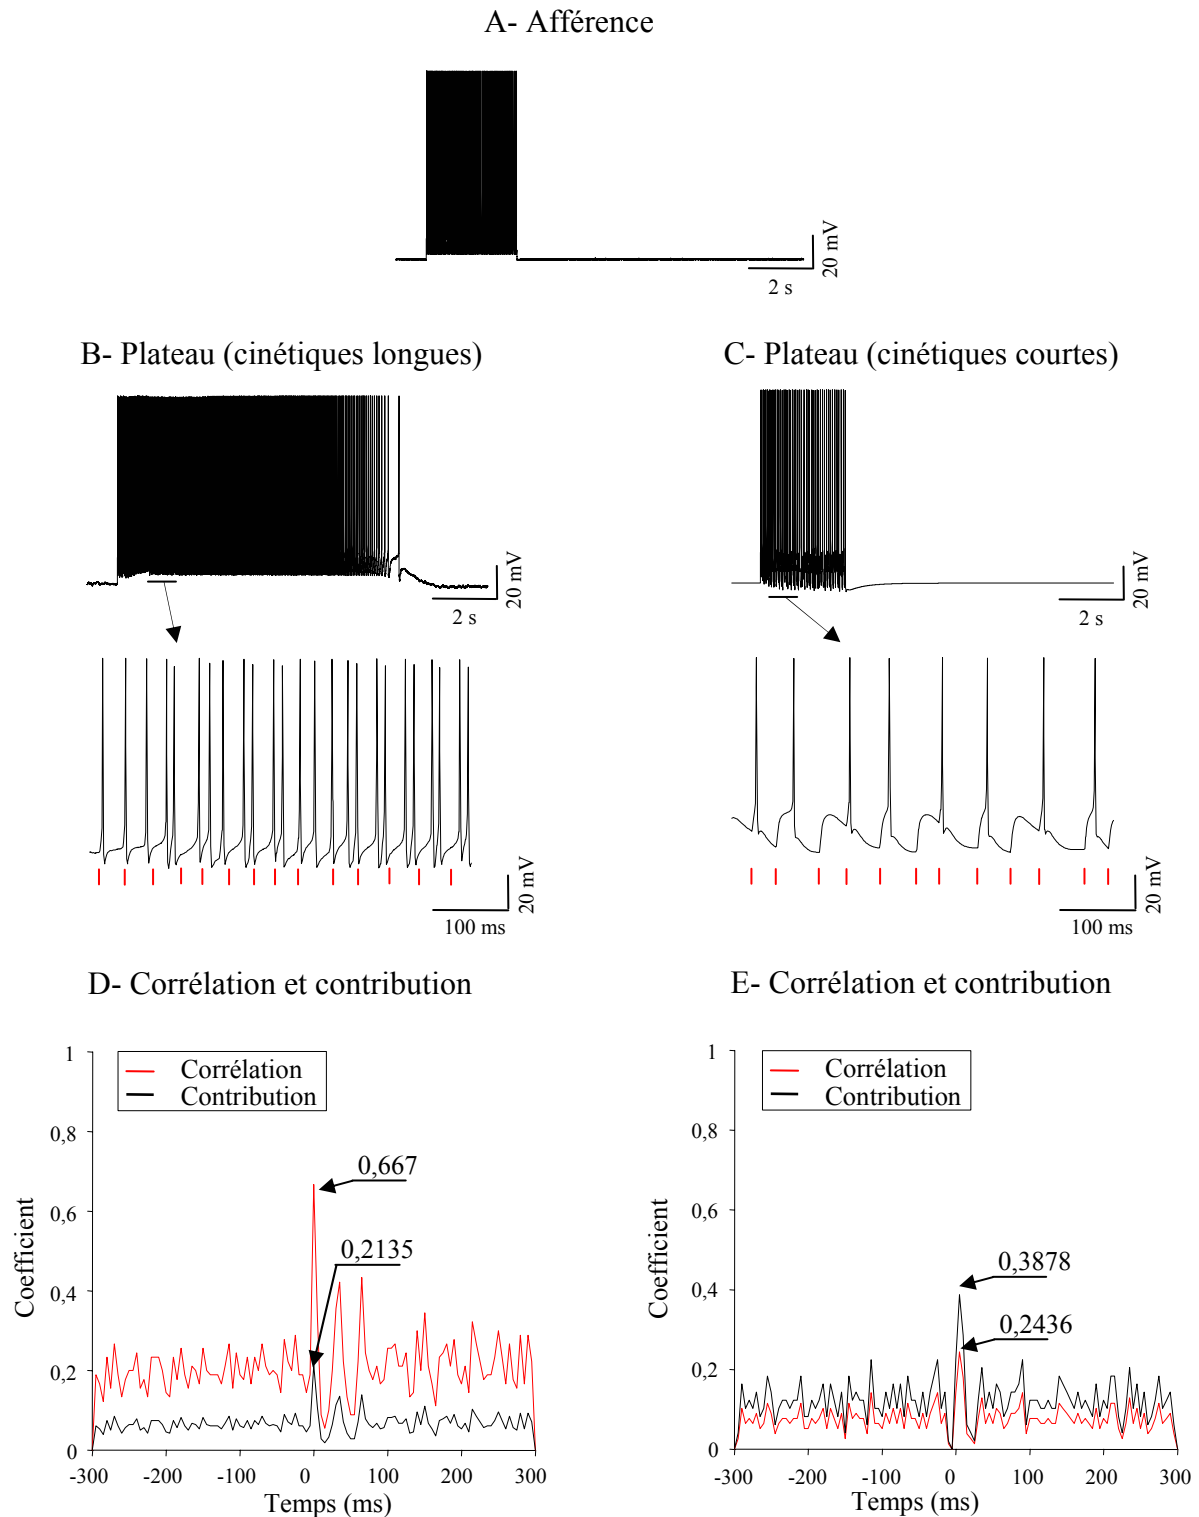 A- Afférence
20 mV
2 s
B- Plateau (cinétiques longues)
C- Plateau (cinétiques courtes)
20 mV
2 s
20 mV
2 s
20 mV
100 ms
20 mV
100 ms
D- Corrélation et contribution
E- Corrélation et contribution
1
0,8
0,6
0,4
0,2
0
Coefficient
Corrélation
Contribution
0,667
0,2135
-300 -200 -100 0 100 200 300
Temps (ms)
1
0,8
0,6
0,4
0,2
0
Coefficient
Corrélation
Contribution
0,3878
0,2436
-300 -200 -100 0 100 200 300
Temps (ms)